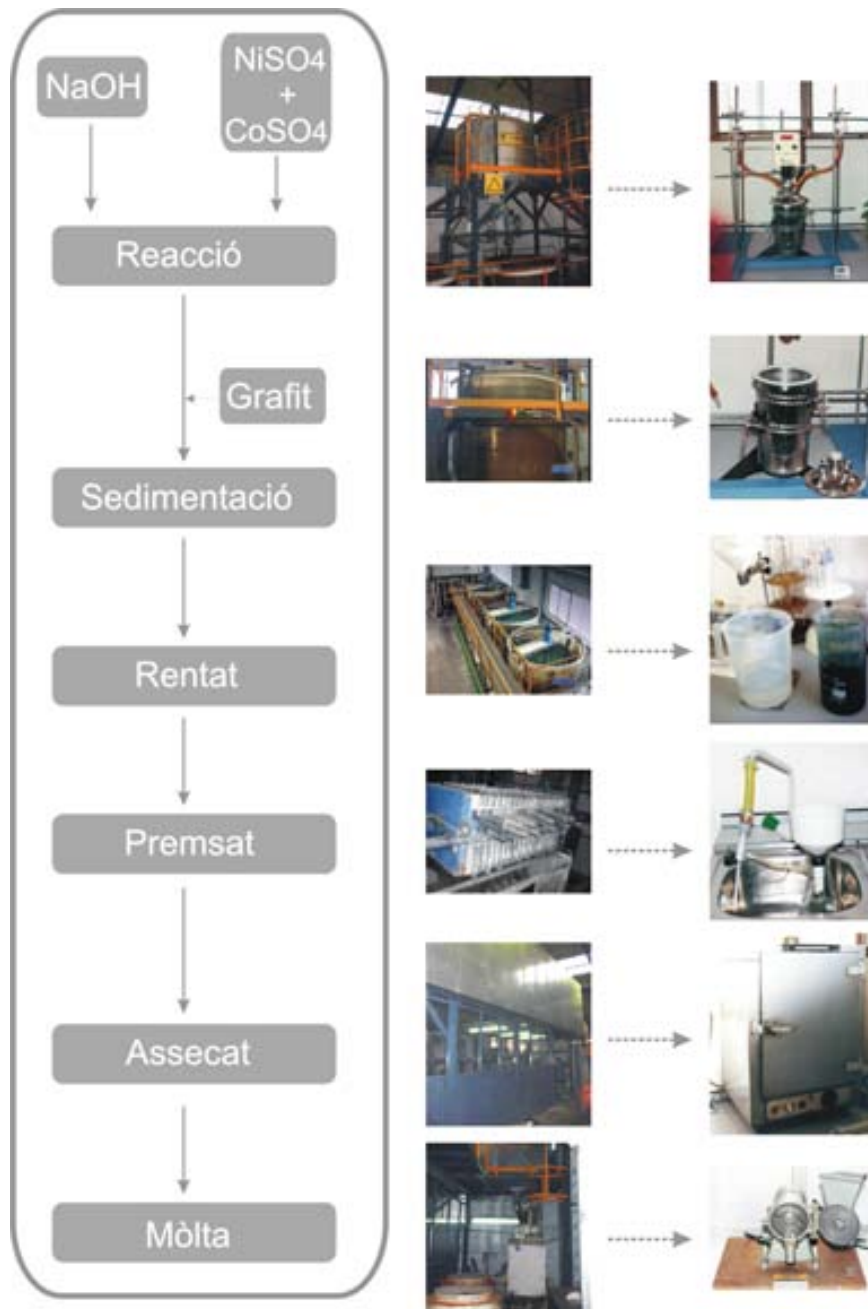 NaOH
NiSO4
+
CoSO4
Reacció
Grafit
Sedimentació
Rentat
Premsat
Assecat
Mòlta